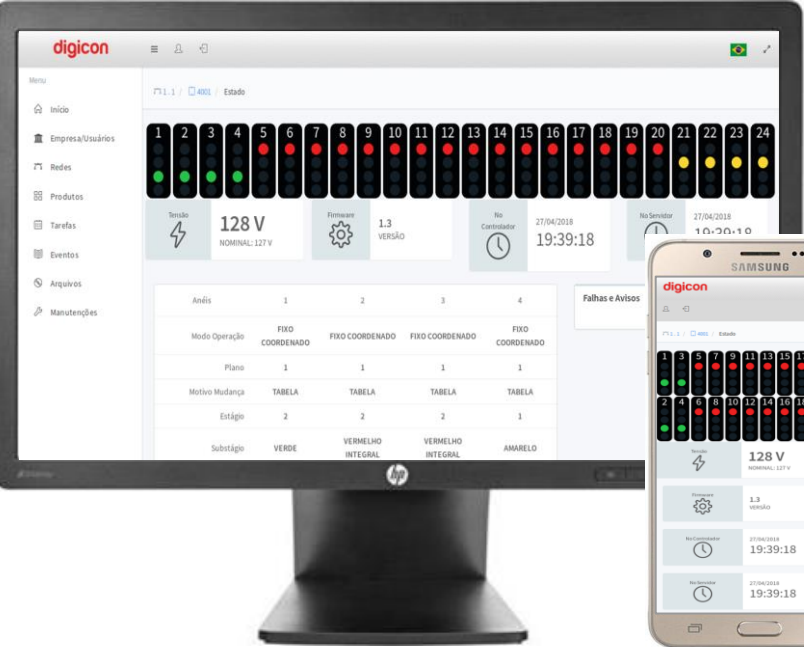 digicon
Menu
Início
Empresa/Usuários
Redes
Produtos
Tarefas
Eventos
Arquivos
Manutenções
1..1 / 4001 / Estado
1 2 3 4 5 6 7 8 9 10 11 12 13 14 15 16 17 18 19 20 21 22 23 24
Tensão
128 V
NOMINAL: 127 V
Firmware
1.3
VERSÃO
No Controlador
27/04/2018
19:39:18
No Servidor
27/04/2018
Anéis 1 2 3 4
Modo Operação FIXO COORDENADO FIXO COORDENADO FIXO COORDENADO FIXO COORDENADO
Plano 1 1 1 1
Motivo Mudança TABELA TABELA TABELA TABELA
Estágio 2 2 2 1
Substágio VERDE VERMELHO INTEGRAL VERMELHO INTEGRAL AMARELO
Falhas e Avisos
hp
SAMSUNG
digicon
1..1 / 4001 / Estado
1 3 5 7 9 11 13 15 17
2 4 6 8 10 12 14 16 18
Tensão
128 V
NOMINAL: 127 V
Firmware
1.3
VERSÃO
No Controlador
27/04/2018
19:39:18
No Servidor
27/04/2018
19:39:18